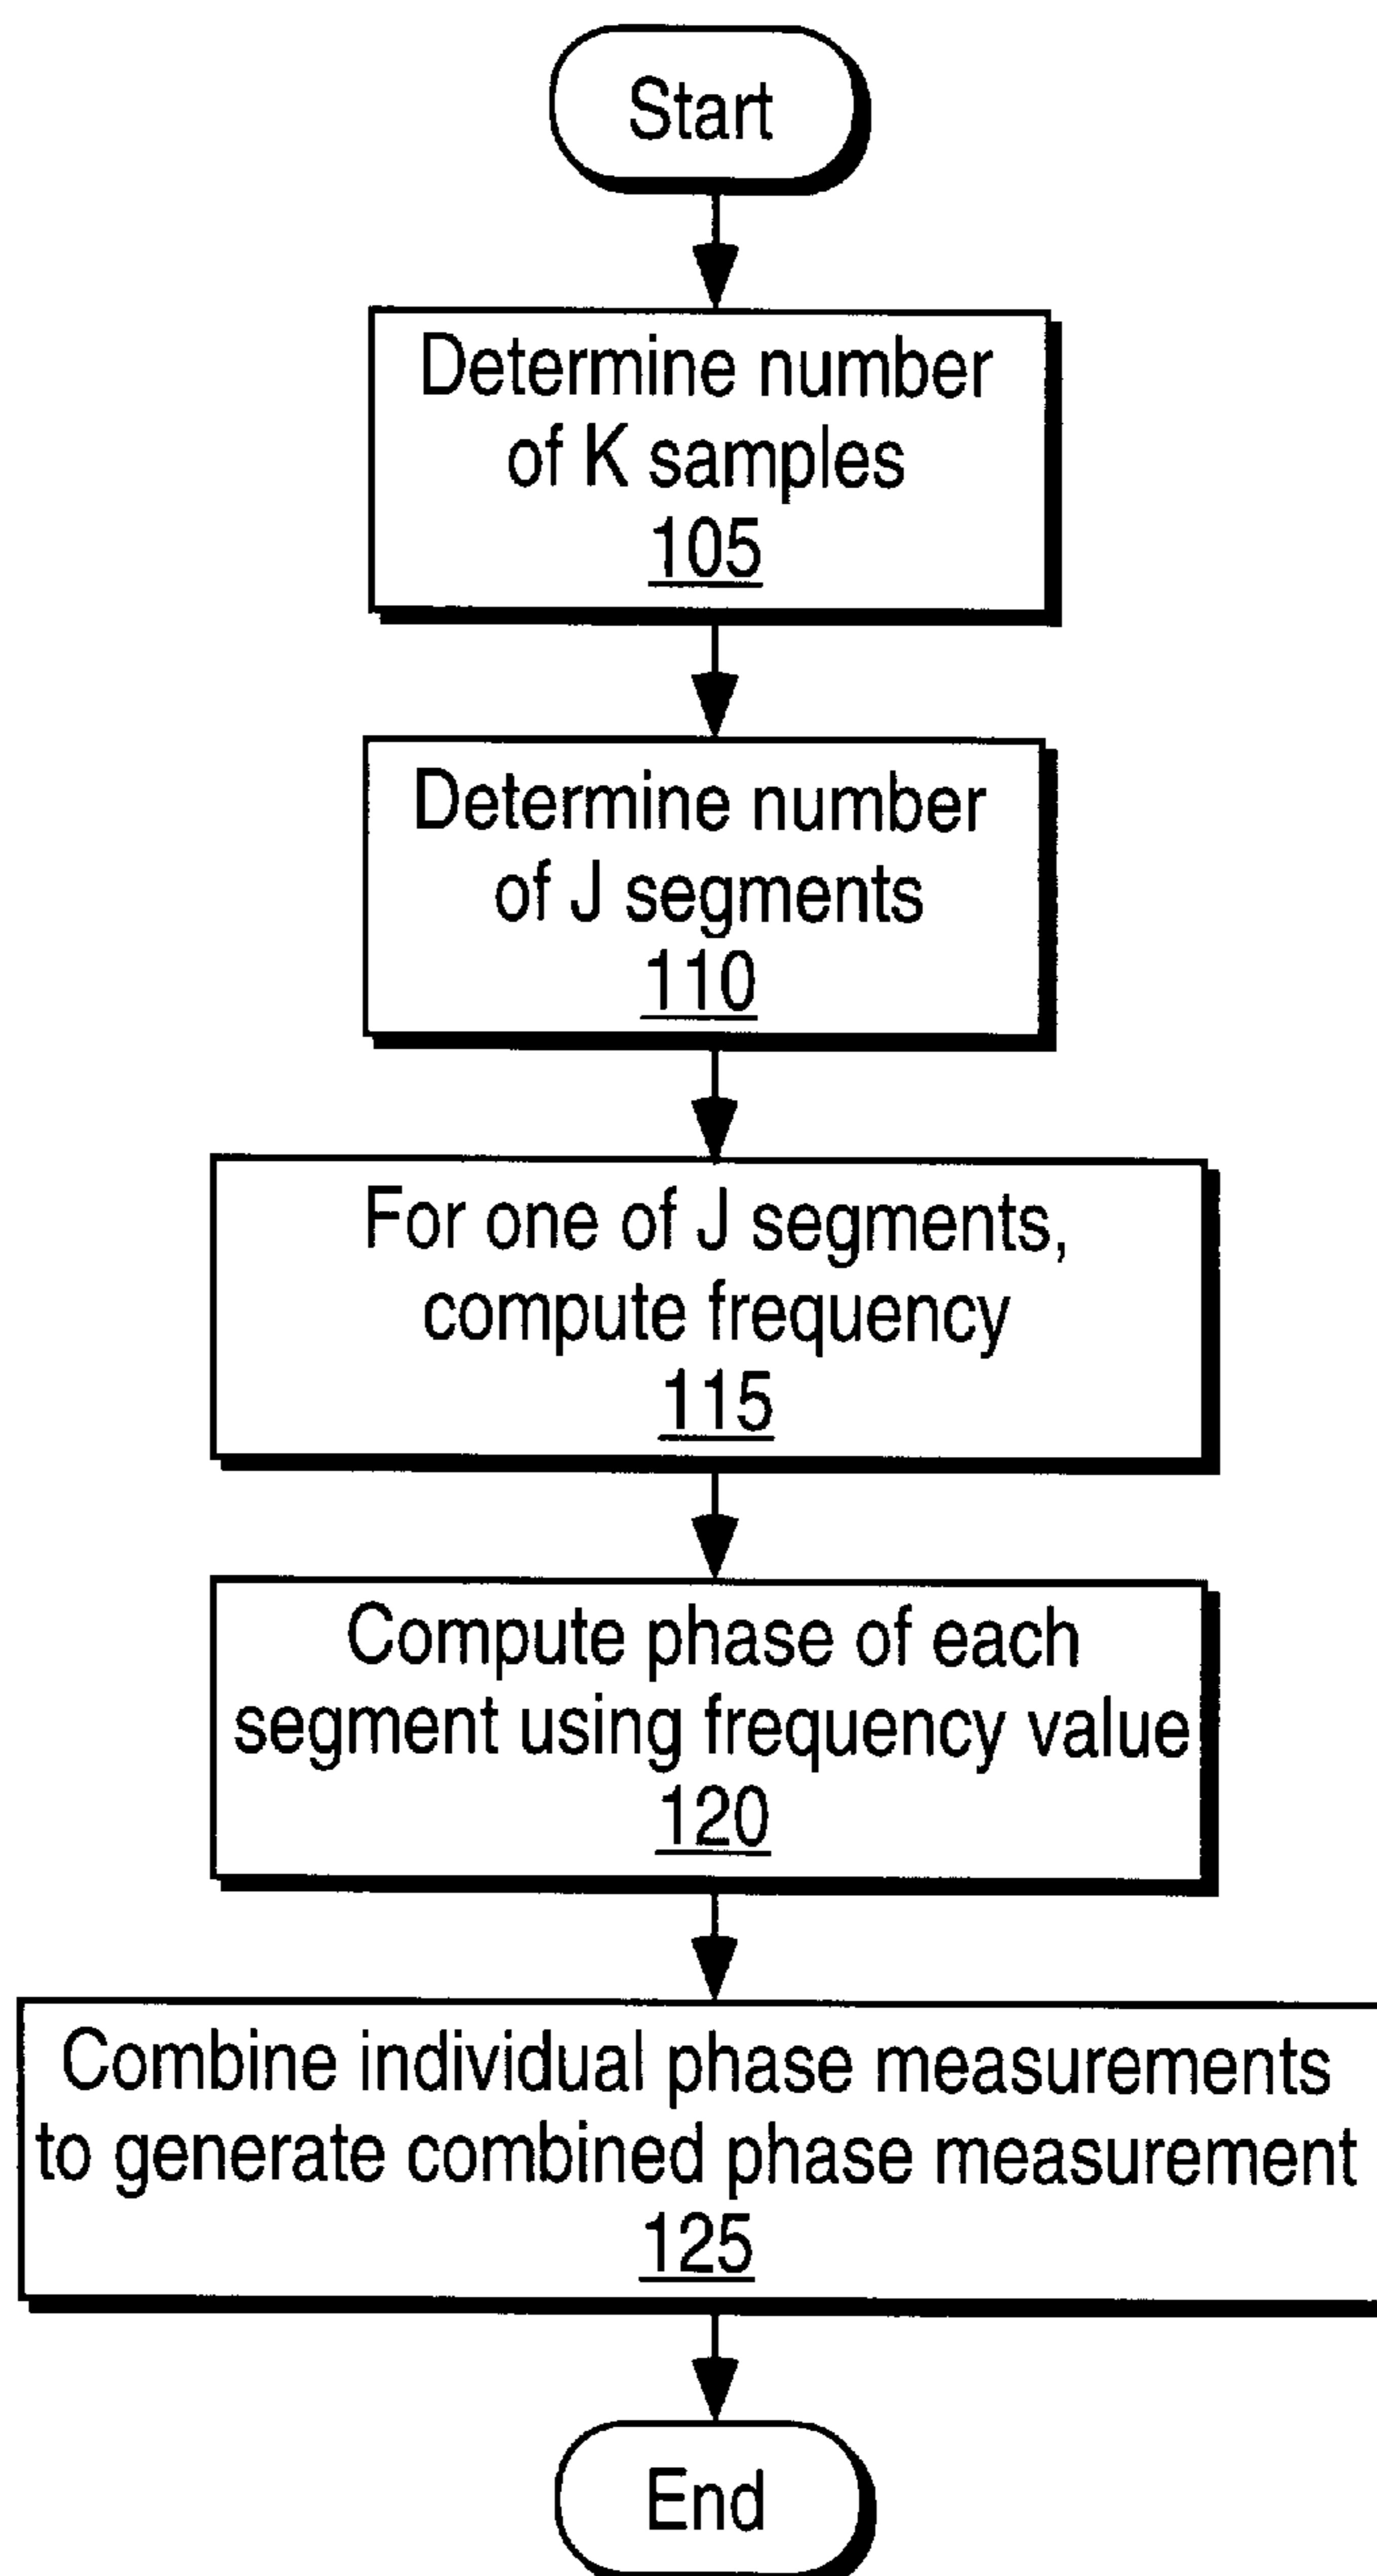 Start
Determine number
of K samples
105
Determine number
of J segments
110
For one of J segments,
compute frequency
115
Compute phase of each
segment using frequency value
120
Combine individual phase measurements
to generate combined phase measurement
125
End